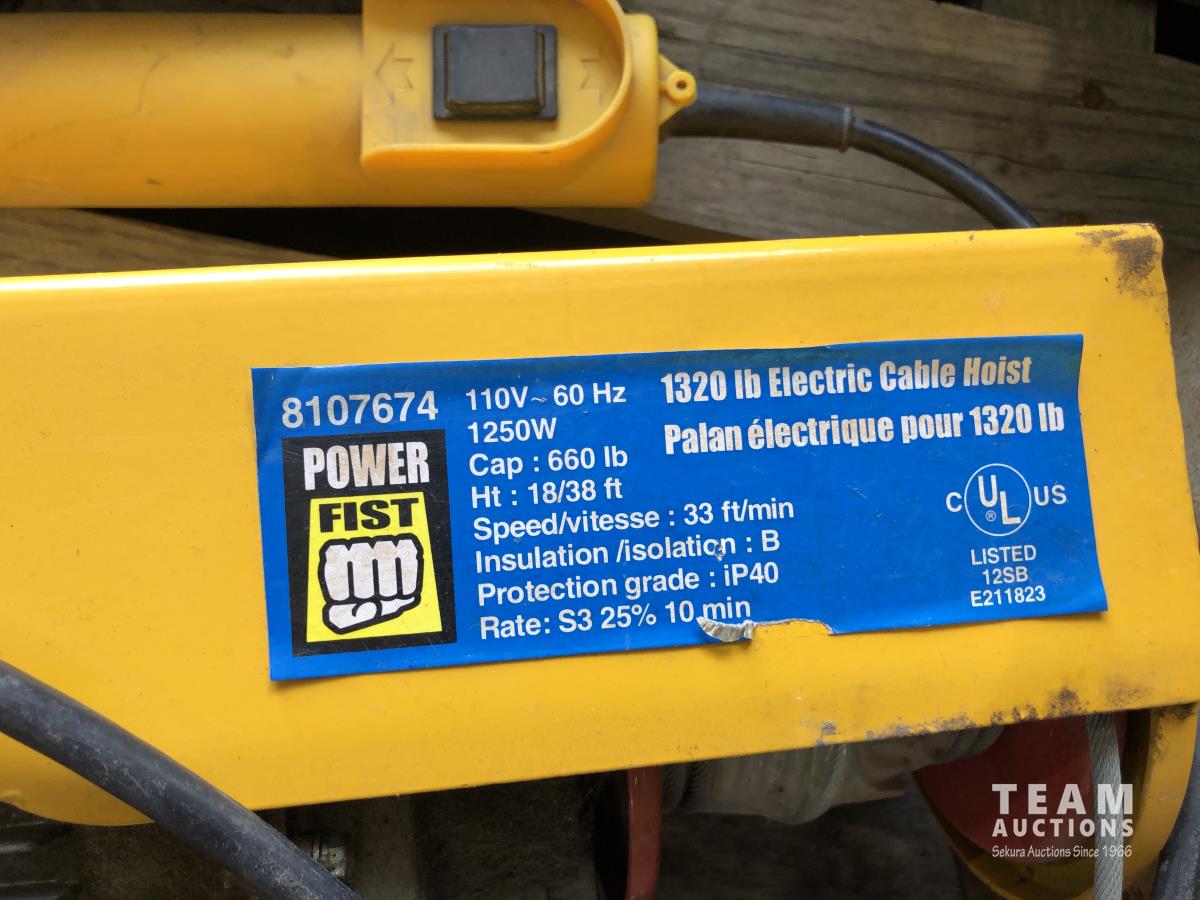 8107674
POWER
FIST
110V~ 60 Hz
1250W
Cap : 660 lb
Ht : 18/38 ft
Speed/vitesse : 33 ft/min
Insulation /isolation : B
Protection grade : iP40
Rate: S3 25% 10 min
1320 lb Electric Cable Hoist
Palan électrique pour 1320 lb
C UL US
®
LISTED
12SB
E211823
TEAM
AUCTIONS
Sekura Auctions Since 1966